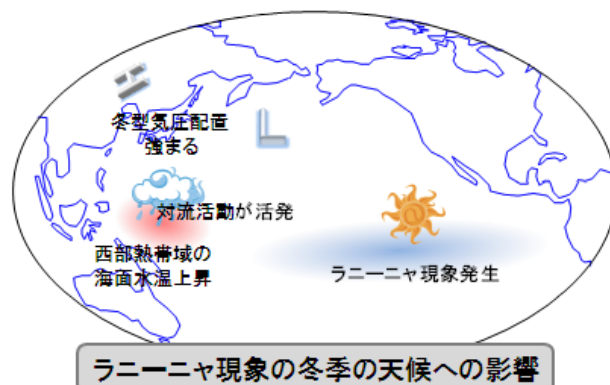 冬型気圧配置
強まる
対流活動が活発
西部熱帯域の
海面水温上昇
ラニーニャ現象発生
ラニーニャ現象の冬季の天候への影響